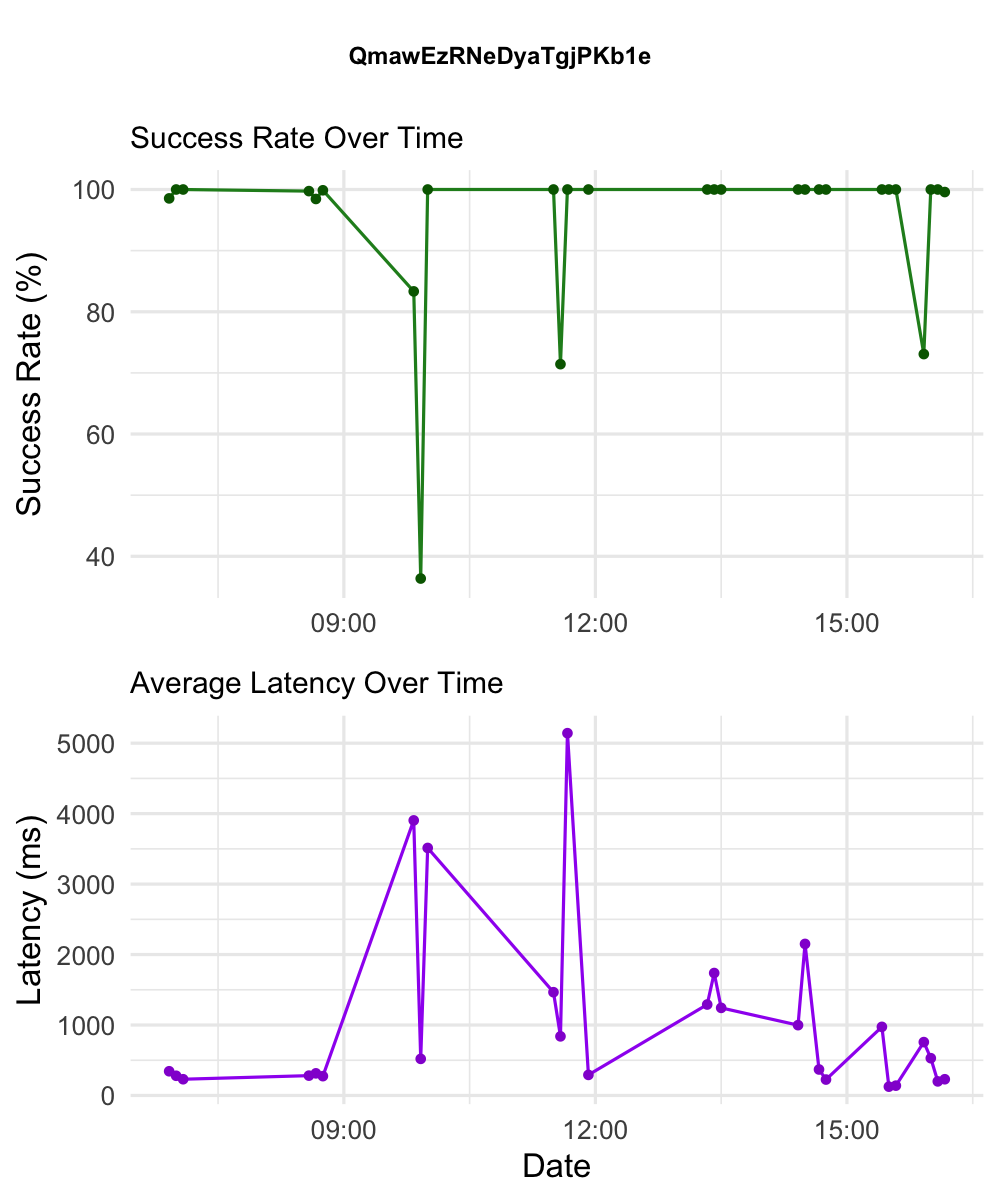 QmawEzRNeDyaTgjPKb1e
Success Rate Over Time
Success Rate (%)
100
80
60
40
09:00 12:00 15:00
Average Latency Over Time
Latency (ms)
5000
4000
3000
2000
1000
0
09:00 12:00 15:00
Date